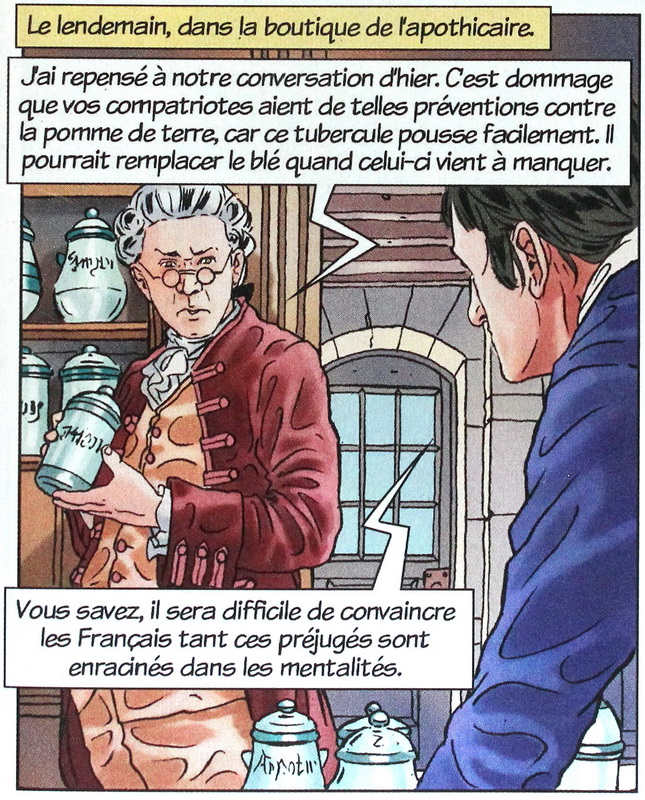 Le lendemain, dans la boutique de l'apothicaire.
J'ai repensé à notre conversation d'hier. C'est dommage
que vos compatriotes aient de telles préventions contre
la pomme de terre, car ce tubercule pousse facilement. Il
pourrait remplacer le blé quand celui-ci vient à manquer.
Vous savez, il sera difficile de convaincre
les Français tant ces préjugés sont
enracinés dans les mentalités.